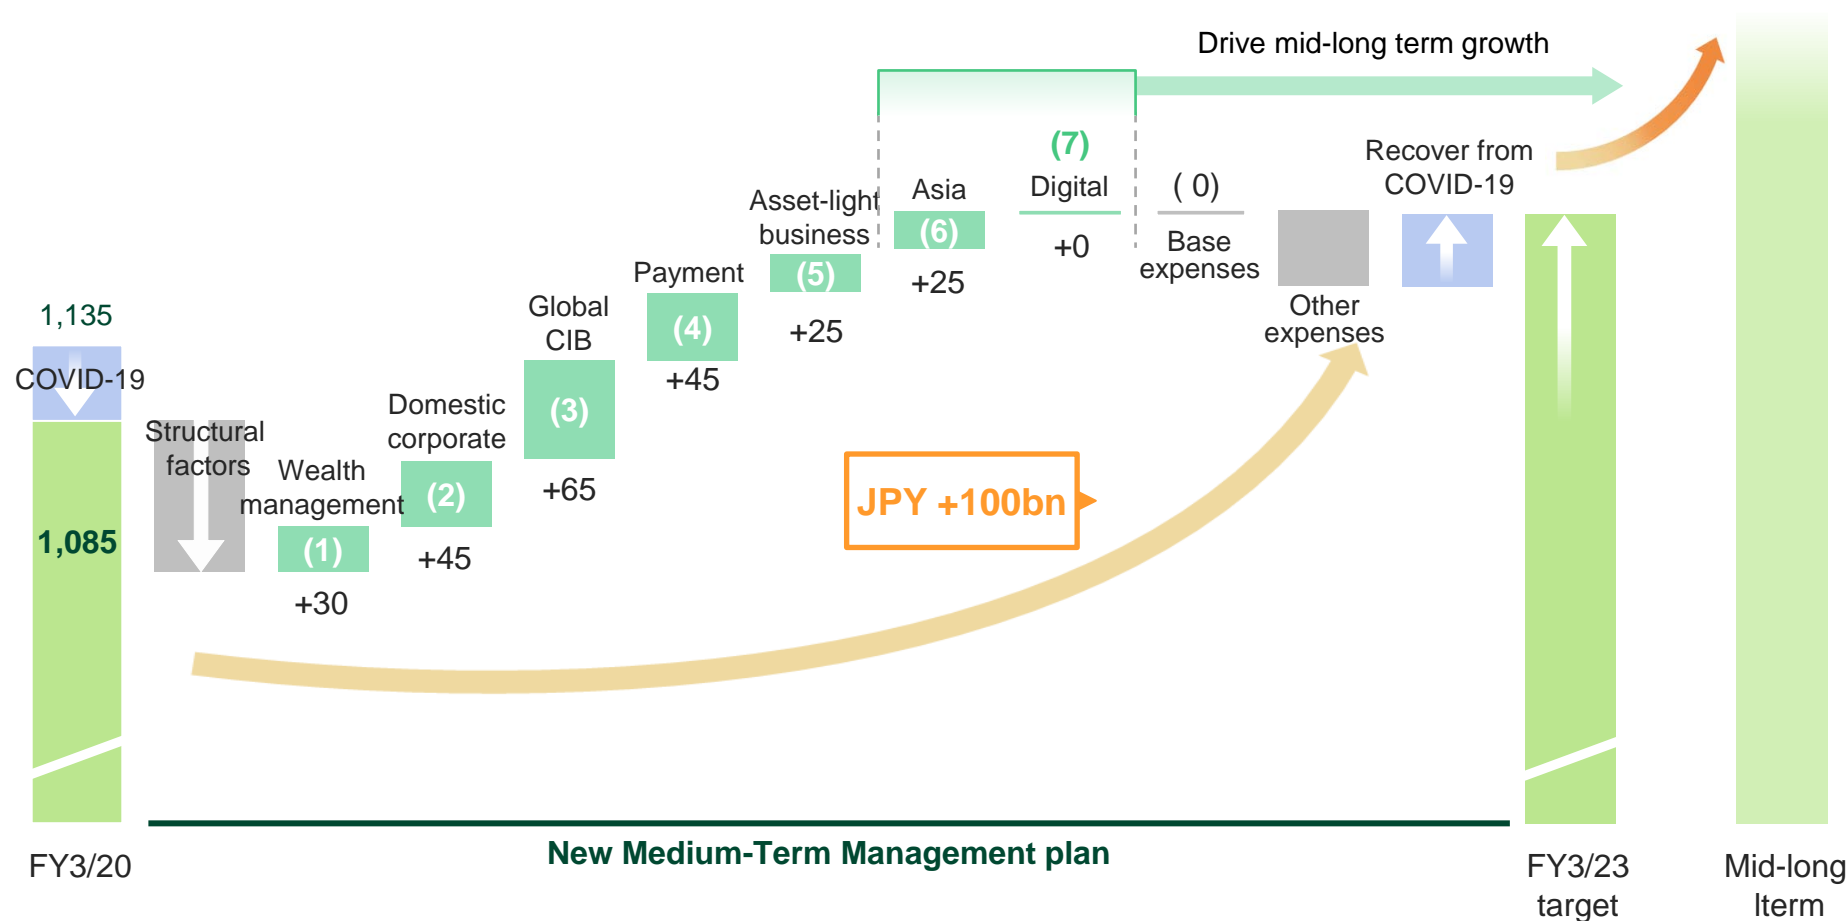 Drive mid-long term growth
1,135
COVID-19
1,085
FY3/20
Structural
factors
Wealth
management
(1)
+30
Domestic
corporate
(2)
+45
Global
CIB
(3)
+65
Payment
(4)
+45
Asset-light
business
(5)
+25
Asia
(6)
+25
(7)
Digital
+0
( 0)
Base
expenses
Other
expenses
Recover from
COVID-19
JPY +100bn
New Medium-Term Management plan
FY3/23
target
Mid-long
lterm